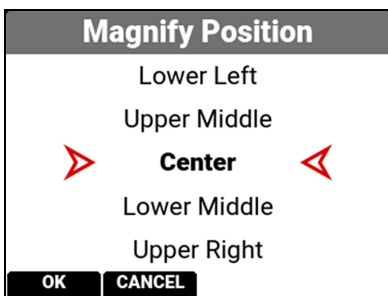 Magnify Position
Lower Left
Upper Middle
Center
Lower Middle
Upper Right
OK CANCEL